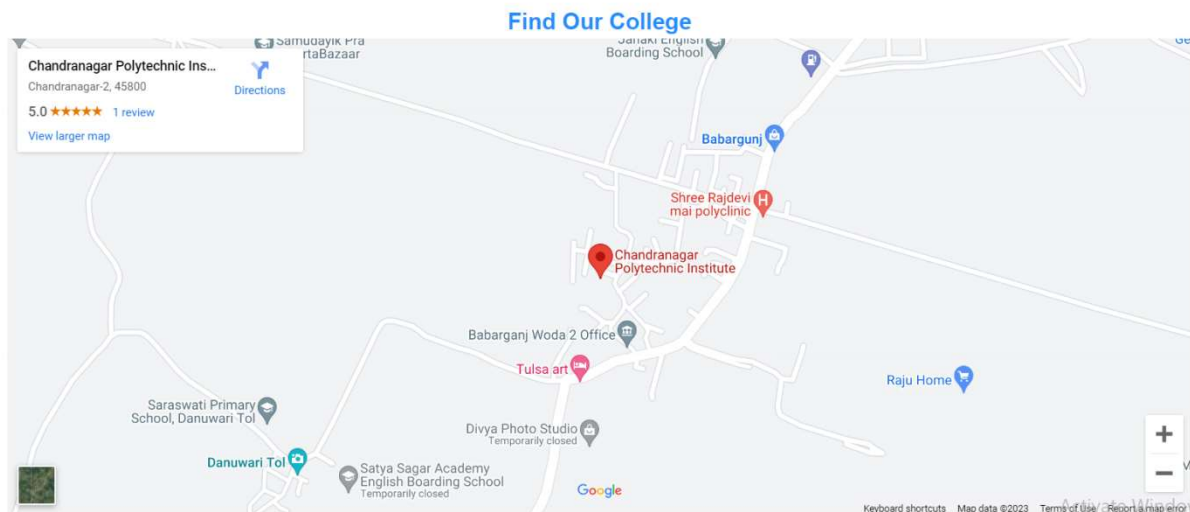 Find Our College
Chandranagar Polytechnic Ins...
Chandranagar-2, 45800
5.0
1 review
View larger map
Directions
Samudayik Pra
rtaBazaar
Janaki English
Boarding School
Babargunj
Shree Rajdevi
mai polyclinic
H
Chandranagar
Polytechnic Institute
Babarganj Woda 2 Office
Tulsa art
Raju Home
Saraswati Primary
School, Danuwari Tol
Divya Photo Studio
Temporarily closed
Danuwari Tol
Satya Sagar Academy
English Boarding School
Temporarily closed
Google
+
−
Keyboard shortcuts
Map data ©2023
Terms of Use
Report a map error